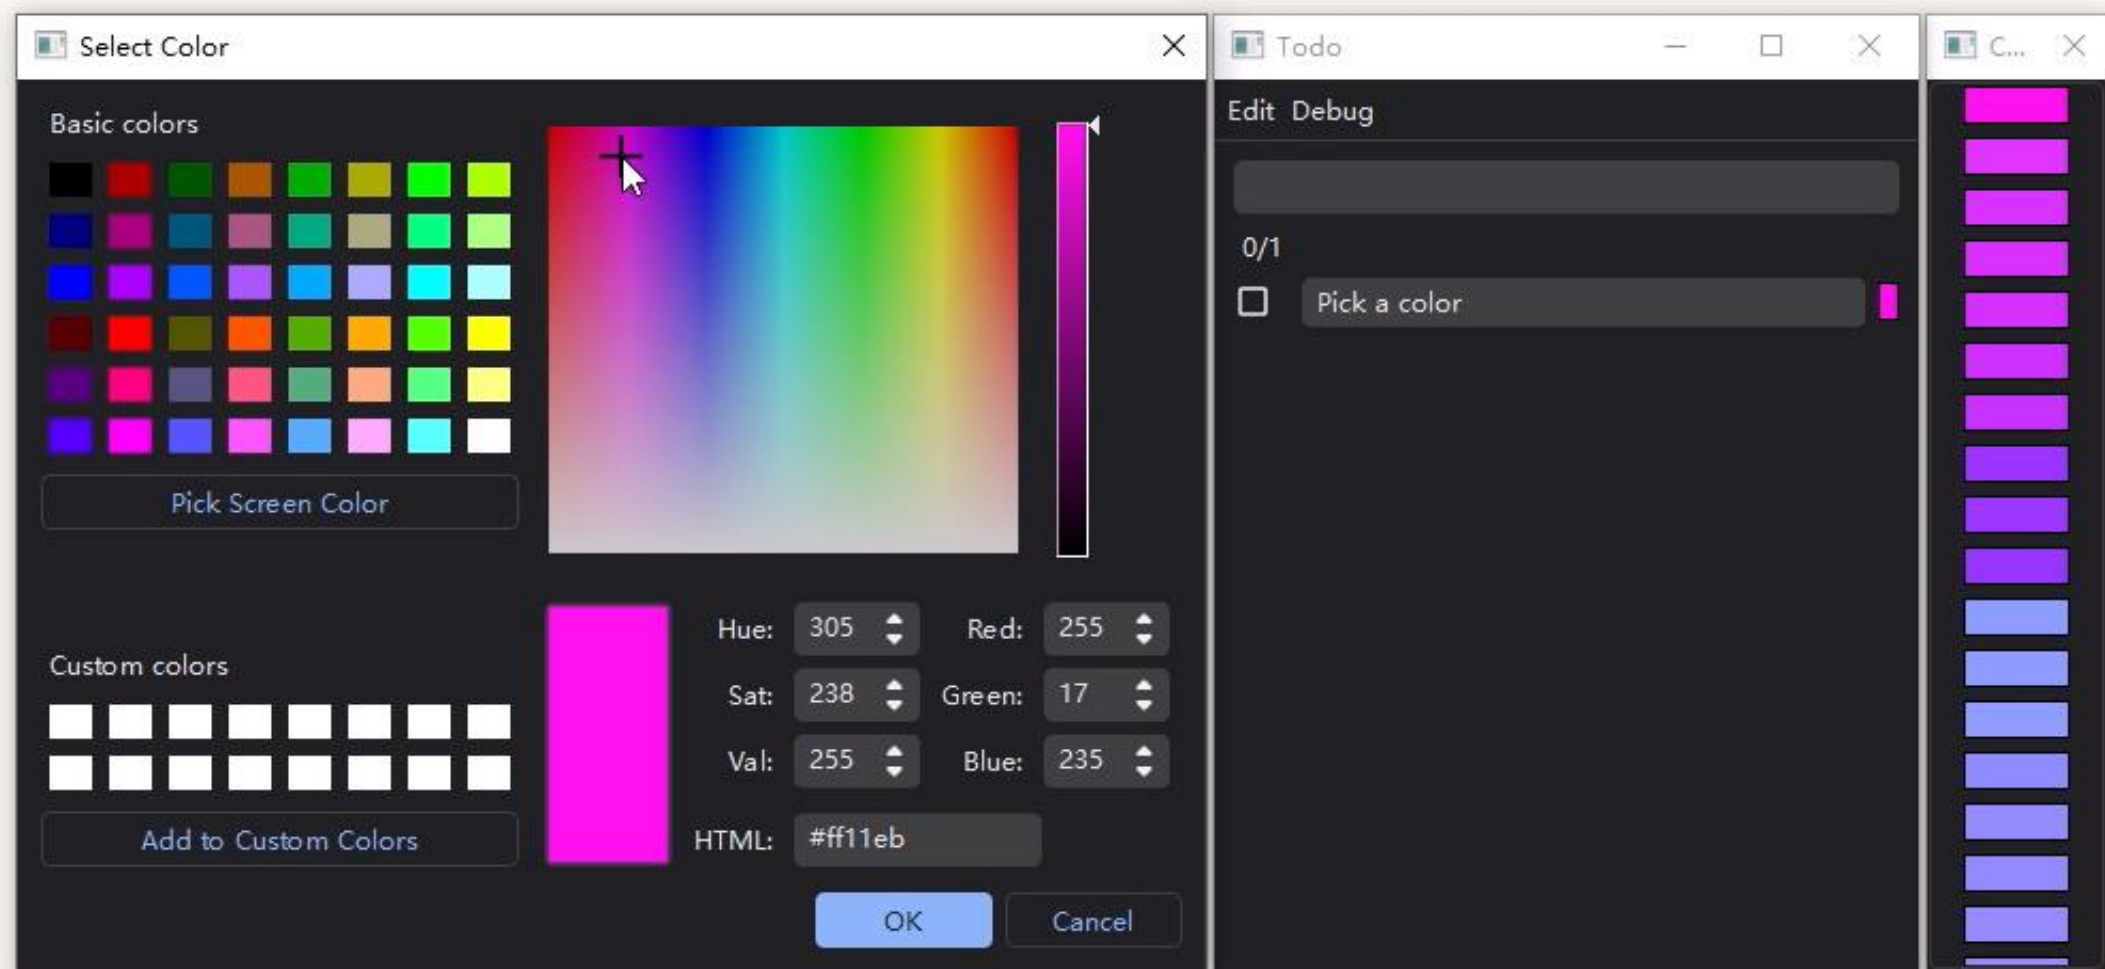 Select Color
Basic colors
Pick Screen Color
Custom colors
Add to Custom Colors
Hue: 305 Red: 255
Sat: 238 Green: 17
Val: 255 Blue: 235
HTML: #ff11eb
OK Cancel
Todo
Edit Debug
0/1
Pick a color
C...